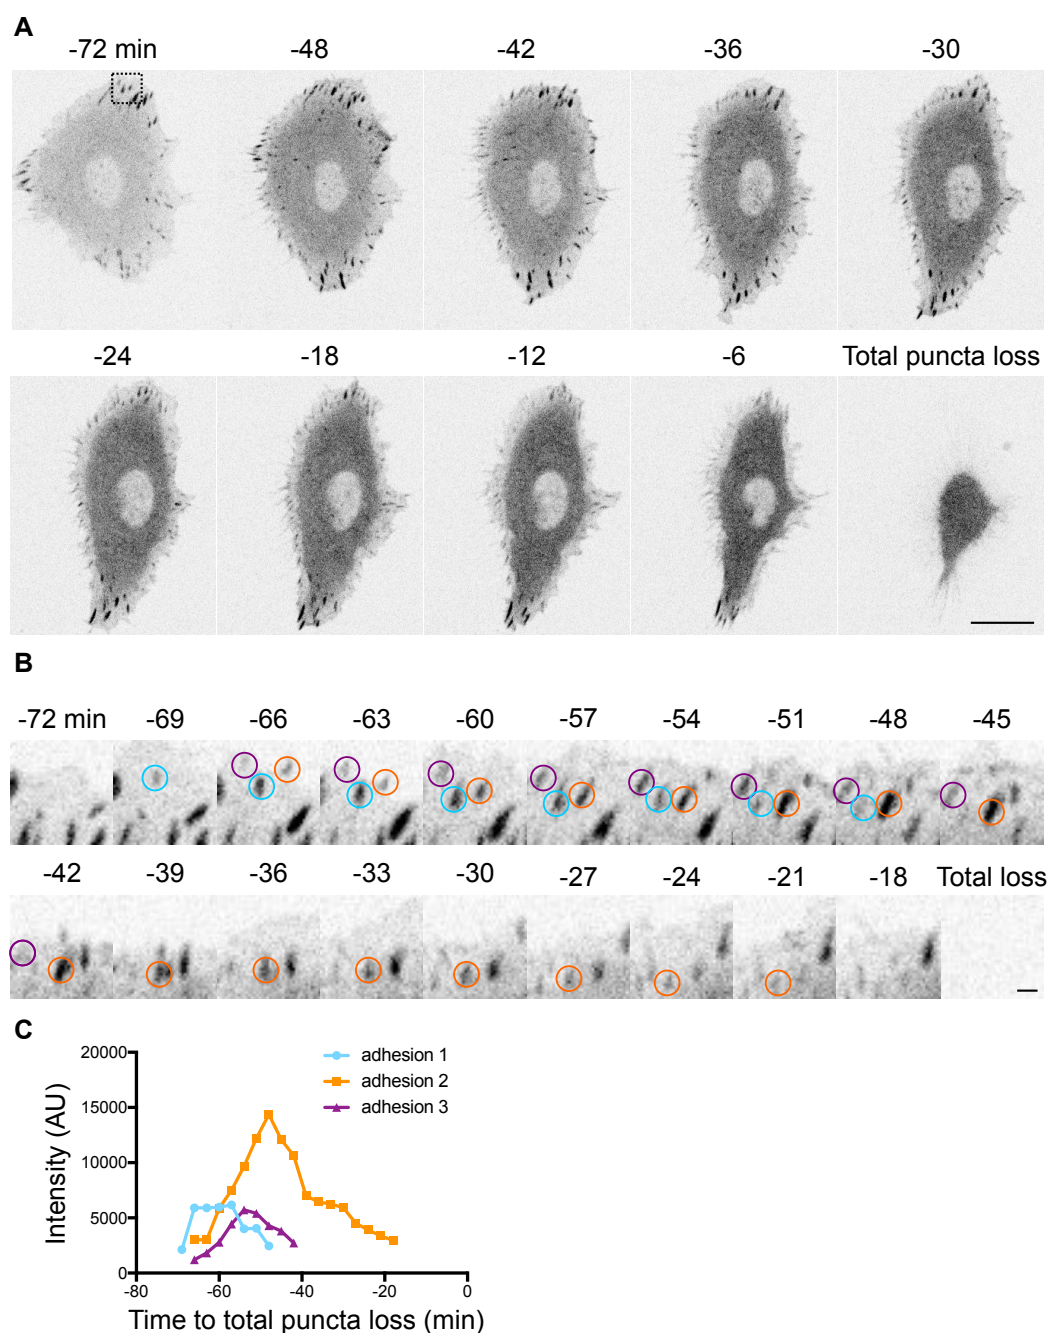 A
-72 min -48 -42 -36 -30
-24 -18 -12 -6 Total puncta loss
B
-72 min -69 -66 -63 -60 -57 -54 -51 -48 -45
-42 -39 -36 -33 -30 -27 -24 -21 -18 Total loss
C
20000
15000
10000
5000
0
Intensity (AU)
adhesion 1
adhesion 2
adhesion 3
-80 -60 -40 -20 0
Time to total puncta loss (min)